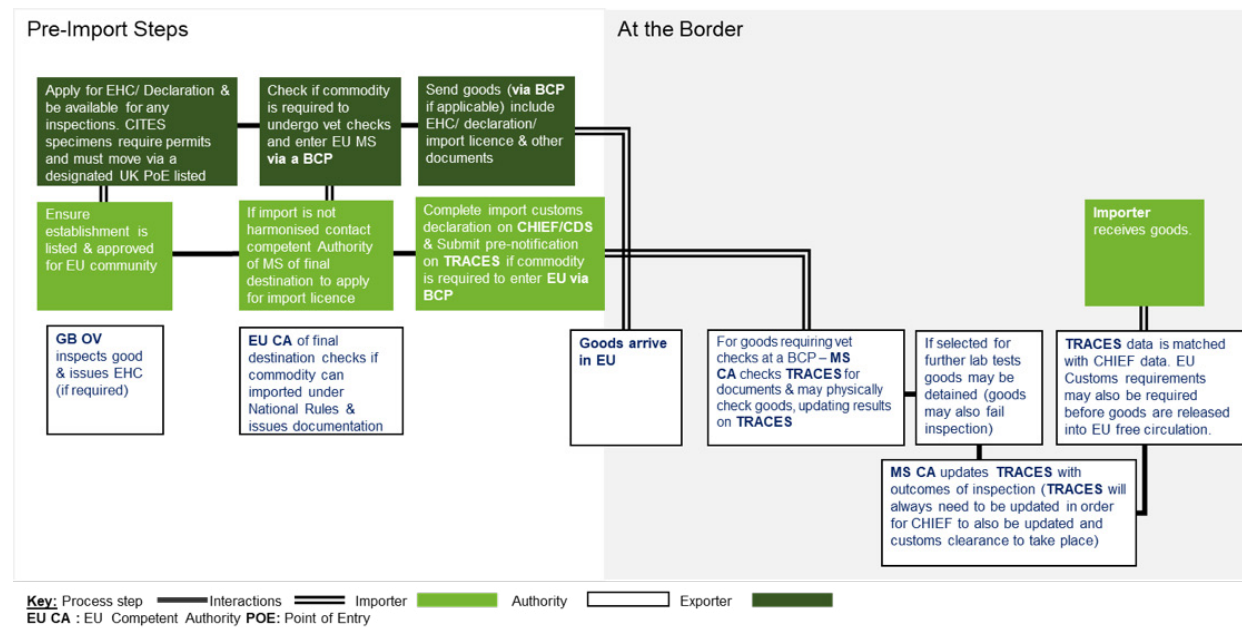 Pre-Import Steps
At the Border
Apply for EHC/ Declaration &
be available for any
inspections. CITES
specimens require permits
and must move via a
designated UK PoE listed
Check if commodity
is required to
undergo vet checks
and enter EU MS
via a BCP
Send goods (via BCP
if applicable) include
EHC/ declaration/
import licence & other
documents
Ensure
establishment is
listed & approved
for EU community
If import is not
harmonised contact
competent Authority
of MS of final
destination to apply
for import licence
Complete import customs
declaration on CHIEF/CDS
& Submit pre-notification
on TRACES if commodity
is required to enter EU via
BCP
Importer
receives goods.
GB OV
inspects good
& issues EHC
(if required)
EU CA of final
destination checks if
commodity can
imported under
National Rules &
issues documentation
Goods arrive
in EU
For goods requiring vet
checks at a BCP – MS
CA checks TRACES for
documents & may physically
check goods, updating results
on TRACES
If selected for
further lab tests
goods may be
detained (goods
may also fail
inspection)
TRACES data is matched
with CHIEF data. EU
Customs requirements
may also be required
before goods are released
into EU free circulation.
MS CA updates TRACES with
outcomes of inspection (TRACES will
always need to be updated in order
for CHIEF to also be updated and
customs clearance to take place)
Key: Process step Interactions Importer Authority Exporter
EU CA : EU Competent Authority POE: Point of Entry